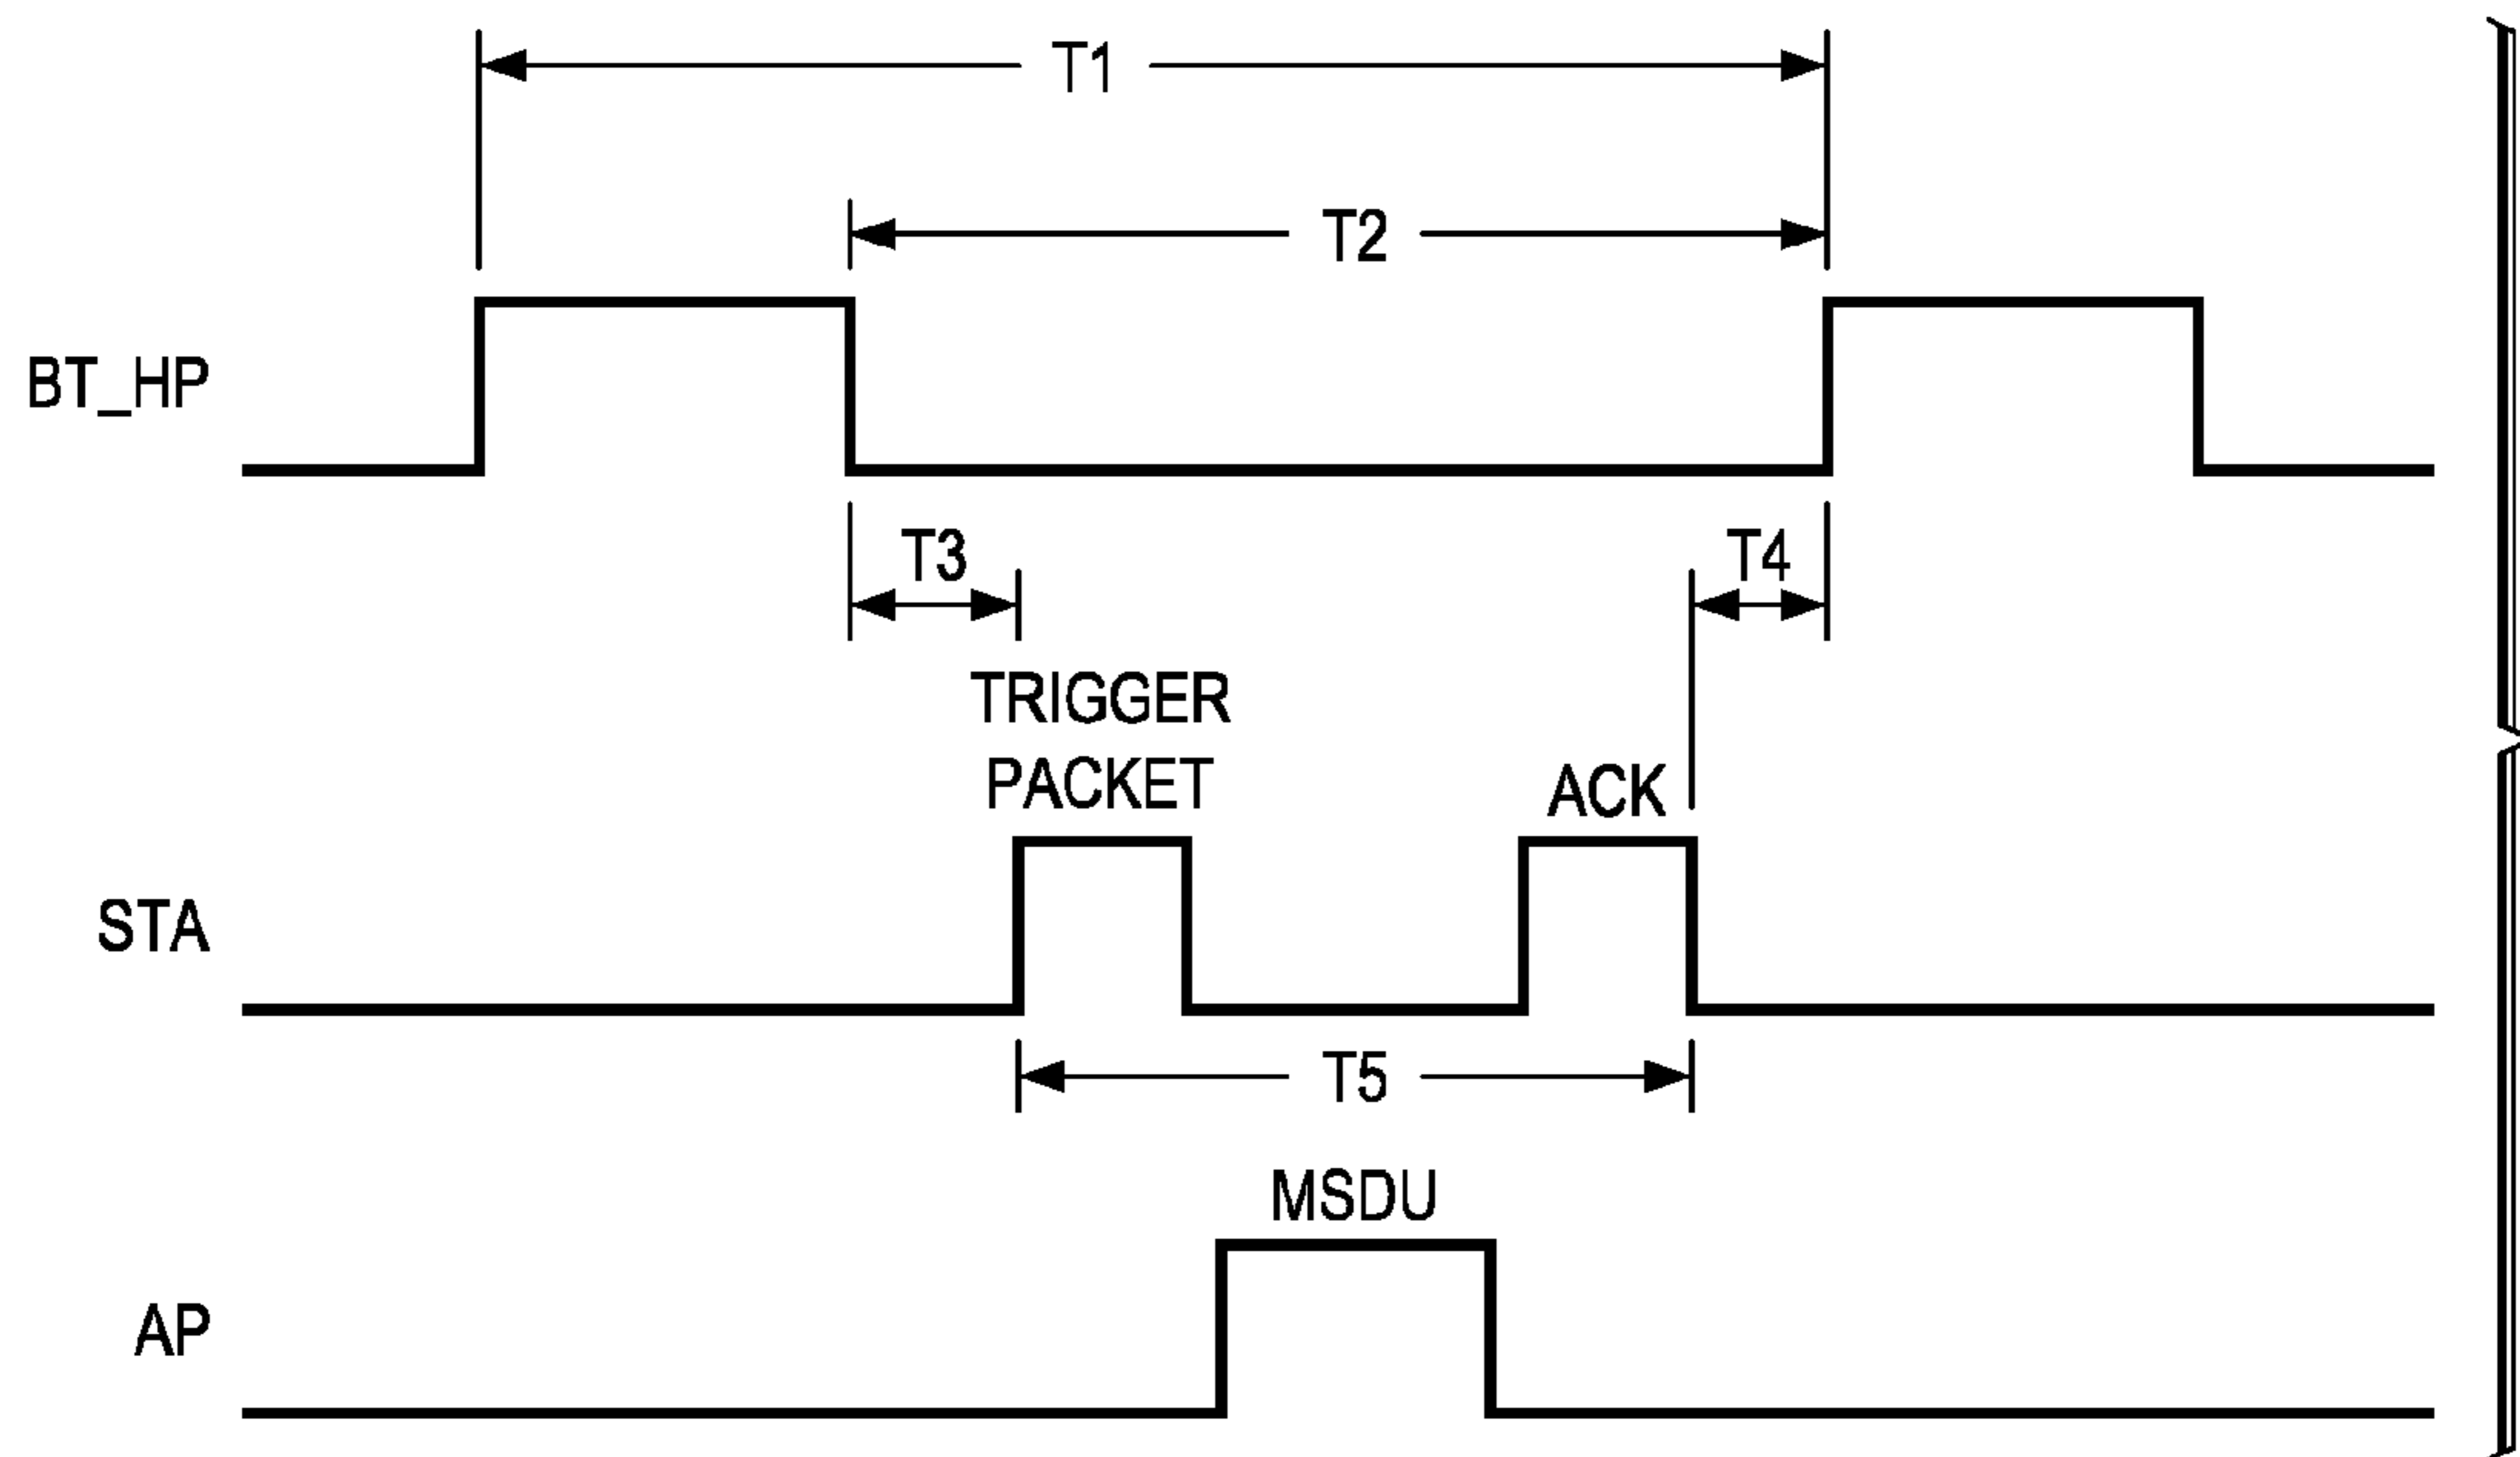 T1
T2
BT_HP
T3
T4
TRIGGER
PACKET
ACK
STA
T5
MSDU
AP